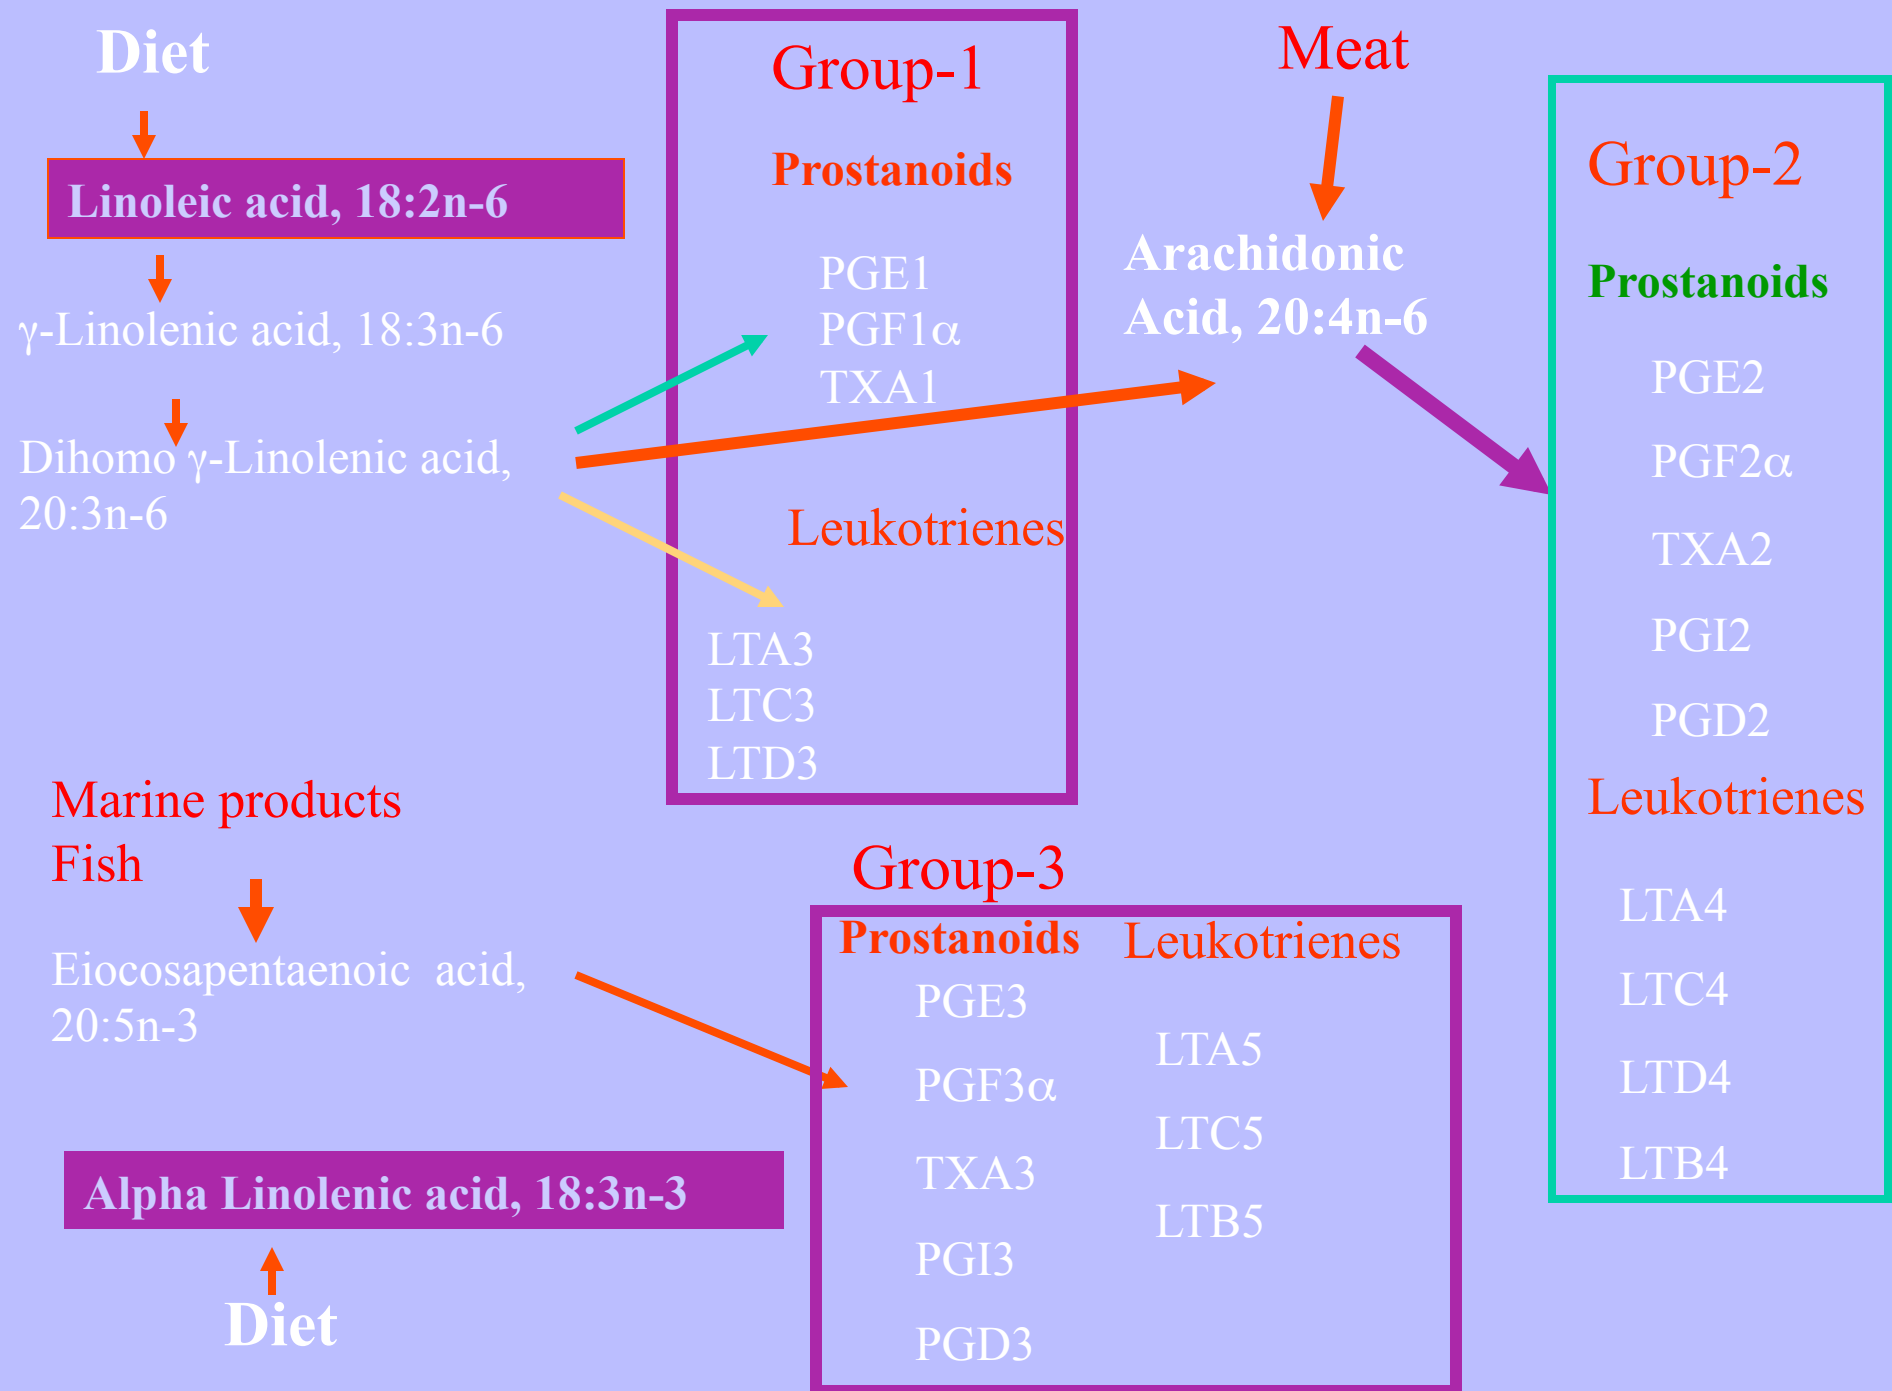 Diet
Linoleic acid, 18:2n-6
γ-Linolenic acid, 18:3n-6
Dihomo γ-Linolenic acid,
20:3n-6
Group-1
Prostanoids
PGE1
PGF1α
TXA1
Leukotrienes
LTA3
LTC3
LTD3
Meat
Arachidonic
Acid, 20:4n-6
Group-2
Prostanoids
PGE2
PGF2α
TXA2
PGI2
PGD2
Leukotrienes
LTA4
LTC4
LTD4
LTB4
Marine products
Fish
Eiocosapentaenoic acid,
20:5n-3
Alpha Linolenic acid, 18:3n-3
Diet
Group-3
Prostanoids
PGE3
PGF3α
TXA3
PGI3
PGD3
Leukotrienes
LTA5
LTC5
LTB5